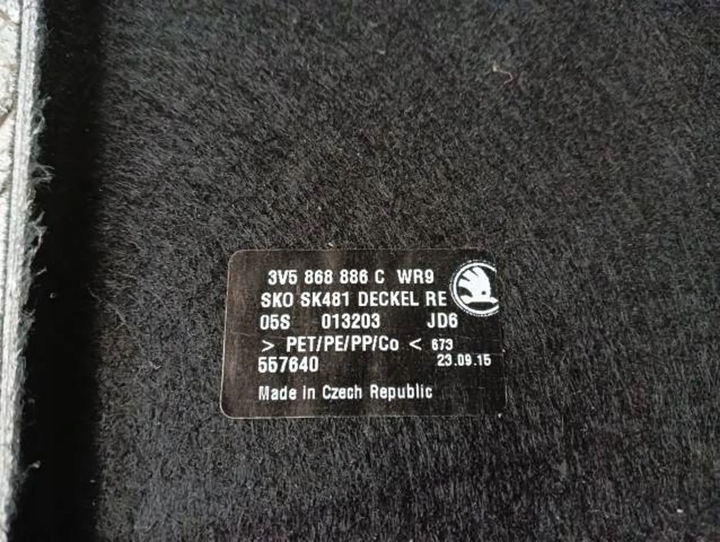 3V5 868 886 C WR9
SKO SK481 DECKEL RE
05S 013203 JD6
> PET/PE/PP/Co < 673
557640 23.09.15
Made in Czech Republic